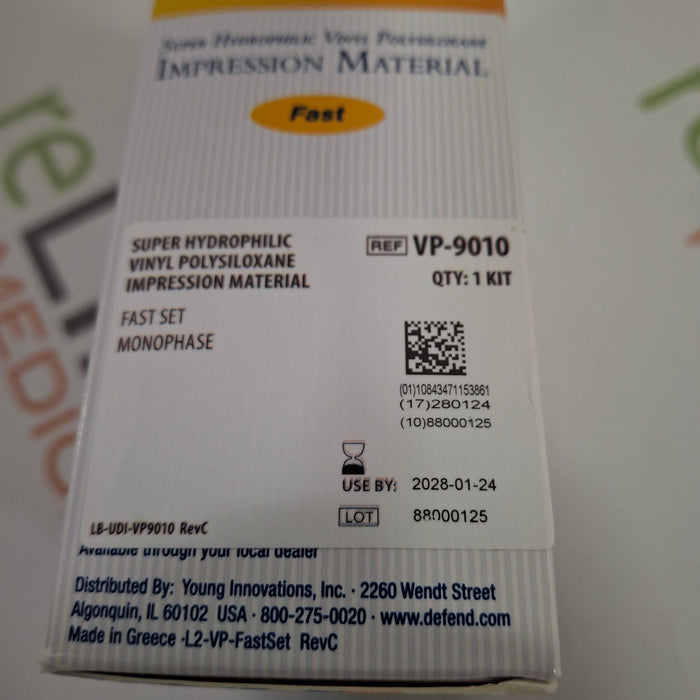 Super Hydrophilic Vinyl Polysiloxane
Impression Material
Fast
SUPER HYDROPHILIC
VINYL POLYSILOXANE
IMPRESSION MATERIAL
FAST SET
MONOPHASE
REF VP-9010
QTY: 1 KIT
(01)10843471153861
(17)280124
(10)88000125
USE BY: 2028-01-24
LOT 88000125
LB-UDI-VP9010 RevC
Available through your local dealer
Distributed By: Young Innovations, Inc. · 2260 Wendt Street
Algonquin, IL 60102 USA · 800-275-0020 · www.defend.com
Made in Greece ·L2-VP-FastSet RevC